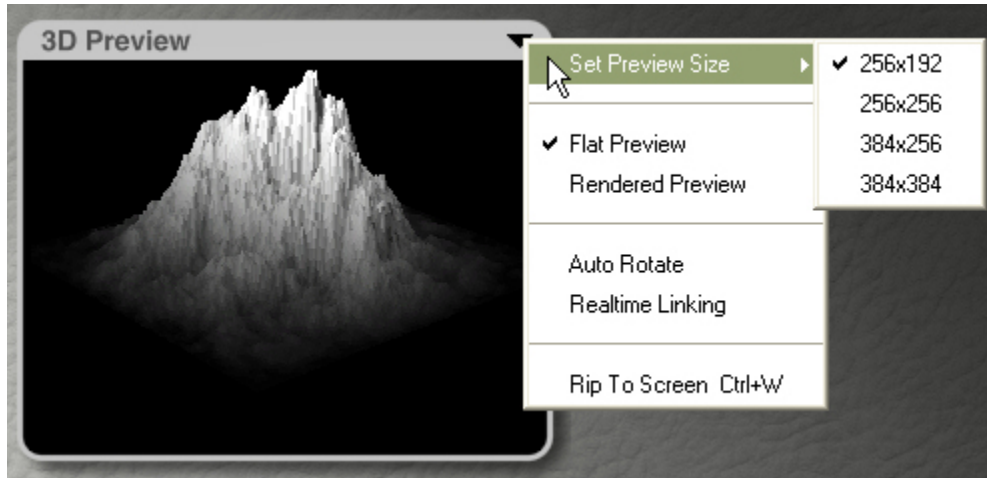 3D Preview
Set Preview Size
256x192
256x256
384x256
384x384
Flat Preview
Rendered Preview
Auto Rotate
Realtime Linking
Rip To Screen Ctrl+W